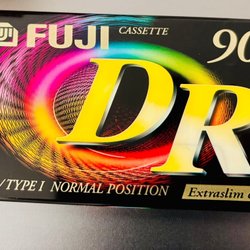 FUJI CASSETTE 90
DR
/TYPE I NORMAL POSITION
Extraslim